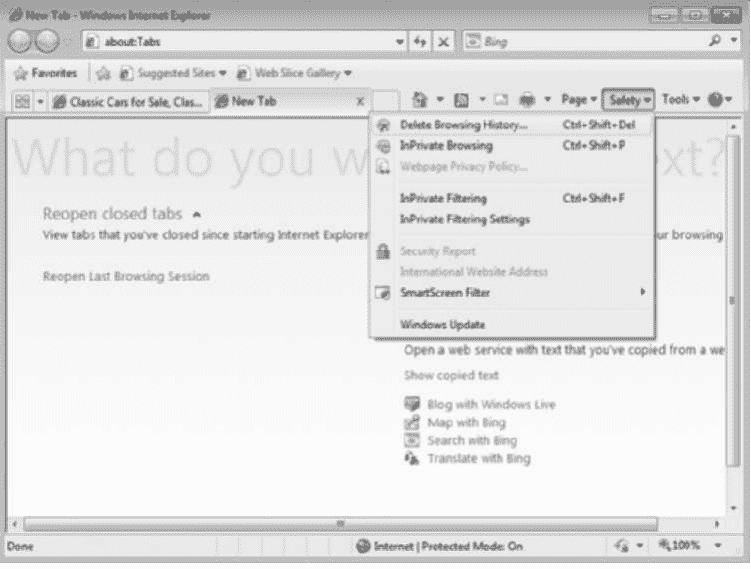 New Tab - Windows Internet Explorer
about:Tabs
Bing
Favorites Suggested Sites Web Slice Gallery
Classic Cars for Sale, Clas... New Tab x Page Safety Tools
Delete Browsing History... Ctrl+Shift+Del
InPrivate Browsing Ctrl+Shift+P
Webpage Privacy Policy...
InPrivate Filtering Ctrl+Shift+F
InPrivate Filtering Settings
Security Report
International Website Address
SmartScreen Filter
Windows Update
What do you w text?
Reopen closed tabs
View tabs that you've closed since starting Internet Explorer ur browsing
Reopen Last Browsing Session
Open a web service with text that you've copied from a we
Show copied text
Blog with Windows Live
Map with Bing
Search with Bing
Translate with Bing
Done Internet | Protected Mode: On 100%